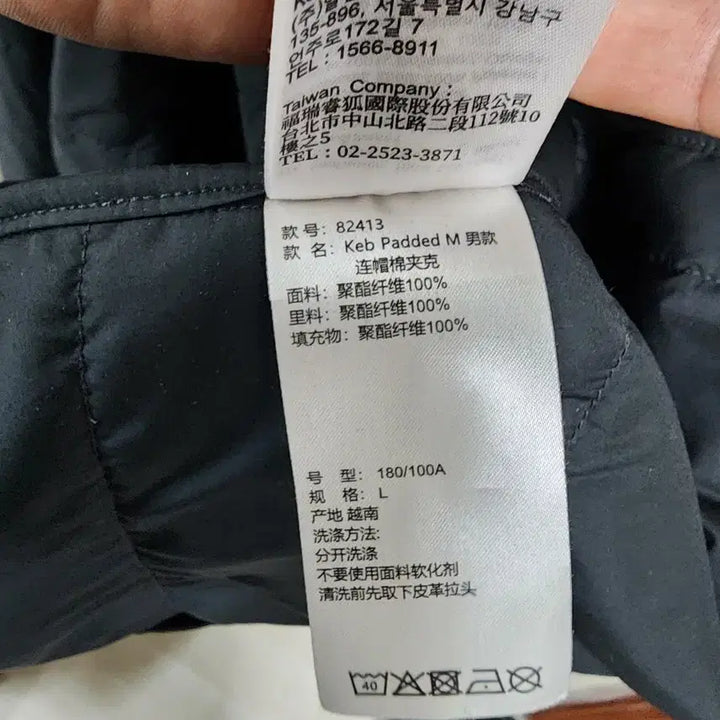 (주)
135-896, 서울특별시 강남구
언주로172길 7
TEL : 1566-8911
Taiwan Company :
福瑞睿狐國際股份有限公司
台北市中山北路二段112號10
樓之5
TEL : 02-2523-3871
款号: 82413
款 名: Keb Padded M 男款
连帽棉夹克
面料: 聚酯纤维100%
里料: 聚酯纤维100%
填充物: 聚酯纤维100%
号 型: 180/100A
规 格: L
产地 越南
洗涤方法:
分开洗涤
不要使用面料软化剂
清洗前先取下皮革拉头
40